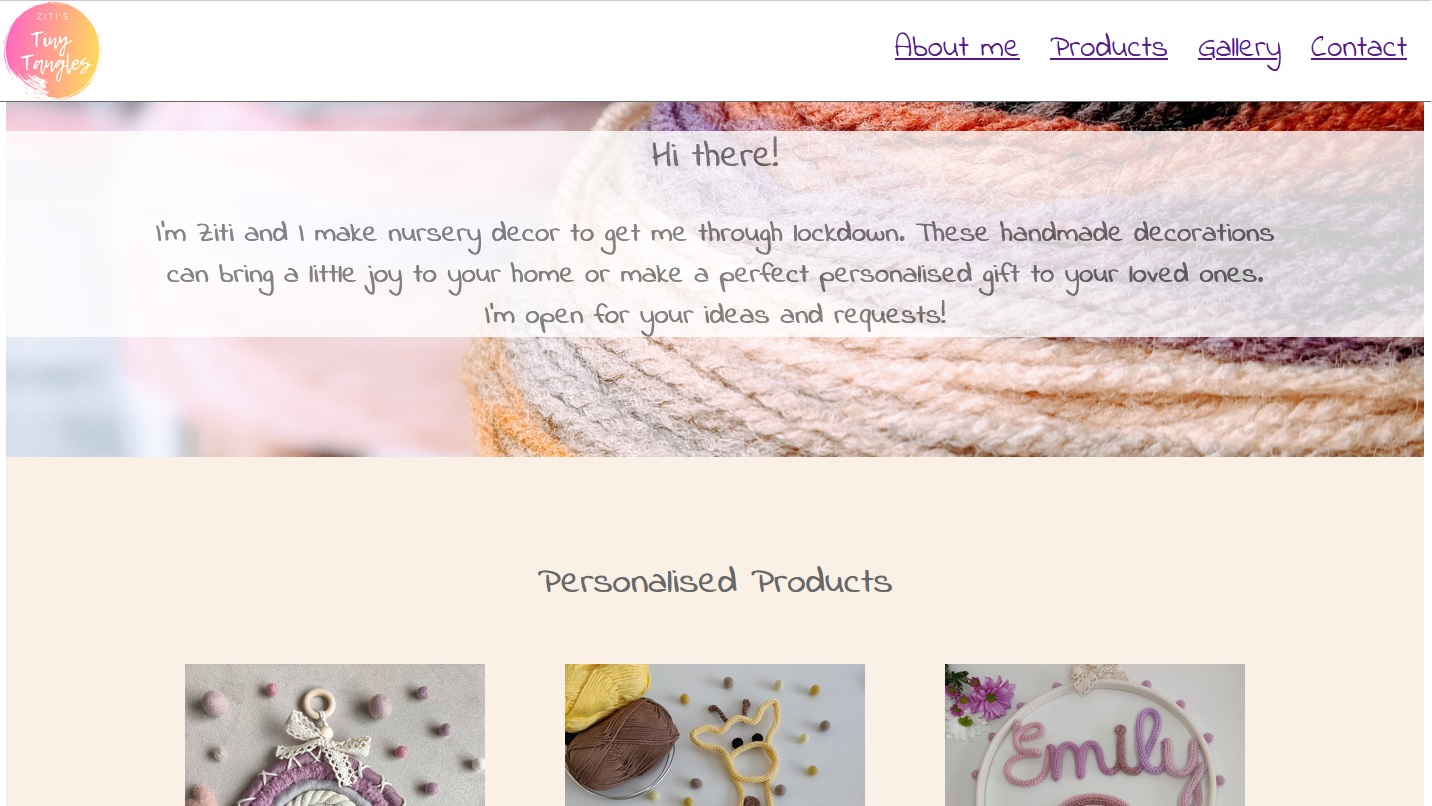 ZITI'S
Tiny
Tangles
About me Products Gallery Contact
Hi there!
I'm Ziti and I make nursery decor to get me through lockdown. These handmade decorations
can bring a little joy to your home or make a perfect personalised gift to your loved ones.
I'm open for your ideas and requests!
Personalised Products
Emily